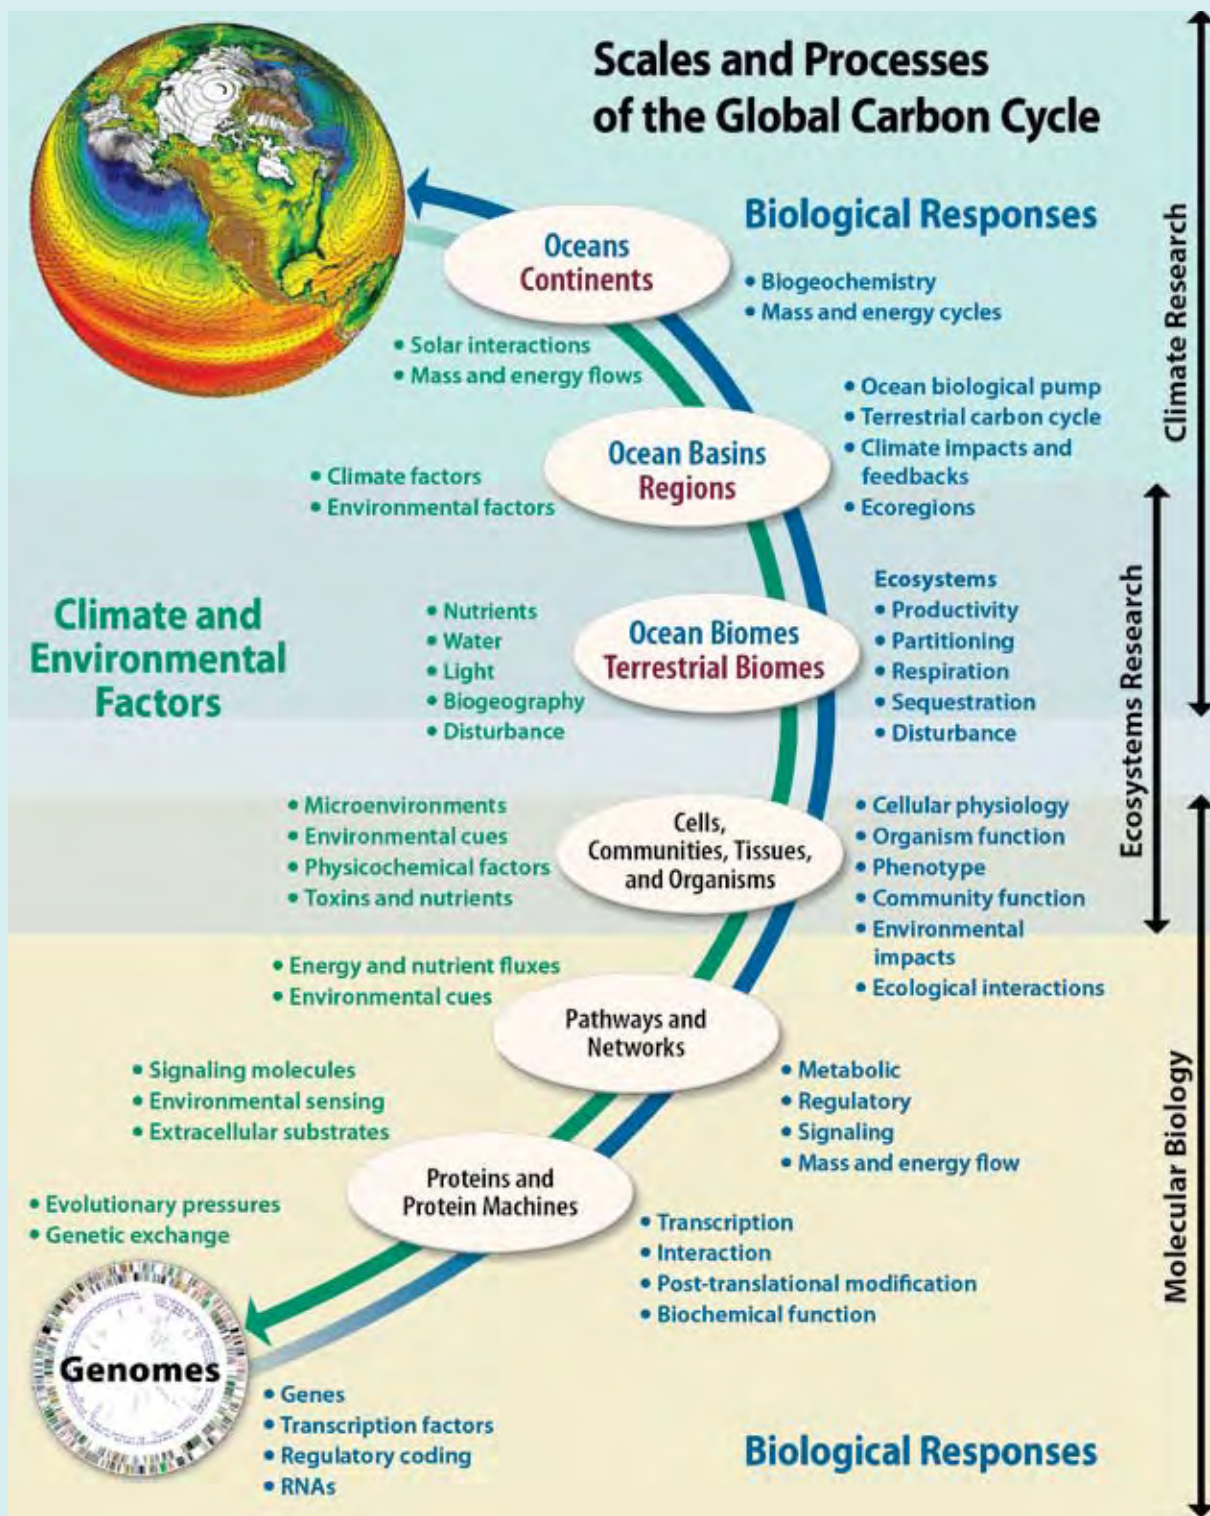 Scales and Processes
of the Global Carbon Cycle
Biological Responses
Oceans
Continents
• Biogeochemistry
• Mass and energy cycles
• Solar interactions
• Mass and energy flows
Climate Research
Ocean Basins
Regions
• Ocean biological pump
• Terrestrial carbon cycle
• Climate impacts and
feedbacks
• Ecoregions
• Climate factors
• Environmental factors
Climate and
Environmental
Factors
• Nutrients
• Water
• Light
• Biogeography
• Disturbance
Ocean Biomes
Terrestrial Biomes
Ecosystems
• Productivity
• Partitioning
• Respiration
• Sequestration
• Disturbance
Ecosystems Research
• Microenvironments
• Environmental cues
• Physicochemical factors
• Toxins and nutrients
Cells,
Communities, Tissues,
and Organisms
• Cellular physiology
• Organism function
• Phenotype
• Community function
• Environmental
impacts
• Ecological interactions
• Energy and nutrient fluxes
• Environmental cues
Pathways and
Networks
• Metabolic
• Regulatory
• Signaling
• Mass and energy flow
Molecular Biology
• Signaling molecules
• Environmental sensing
• Extracellular substrates
Proteins and
Protein Machines
• Transcription
• Interaction
• Post-translational modification
• Biochemical function
• Evolutionary pressures
• Genetic exchange
Genomes
• Genes
• Transcription factors
• Regulatory coding
• RNAs
Biological Responses